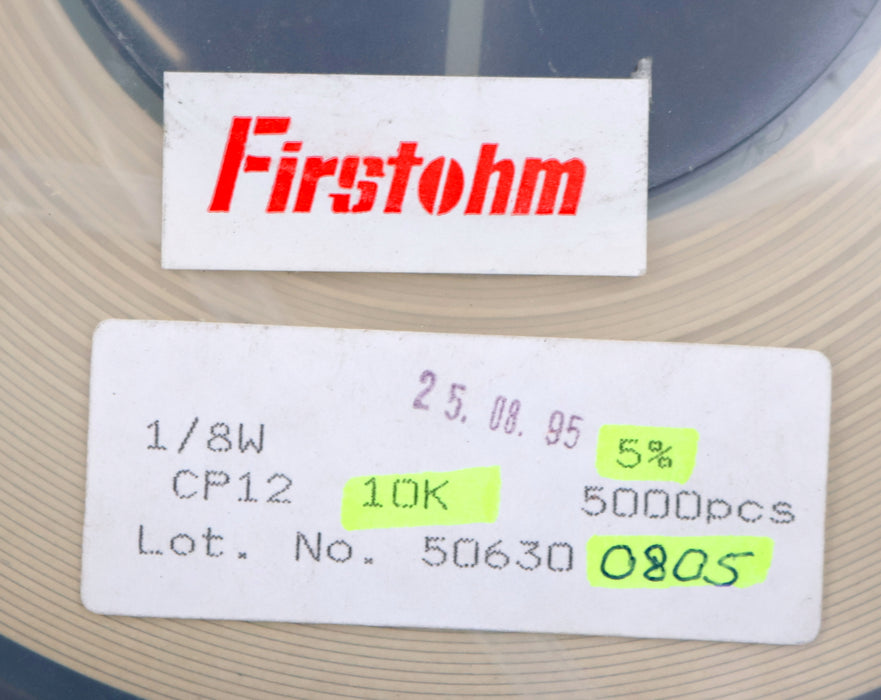 Firstohm
25.08.95
1/8W 5%
CP12 10K 5000pcs
Lot. No. 50630 0805